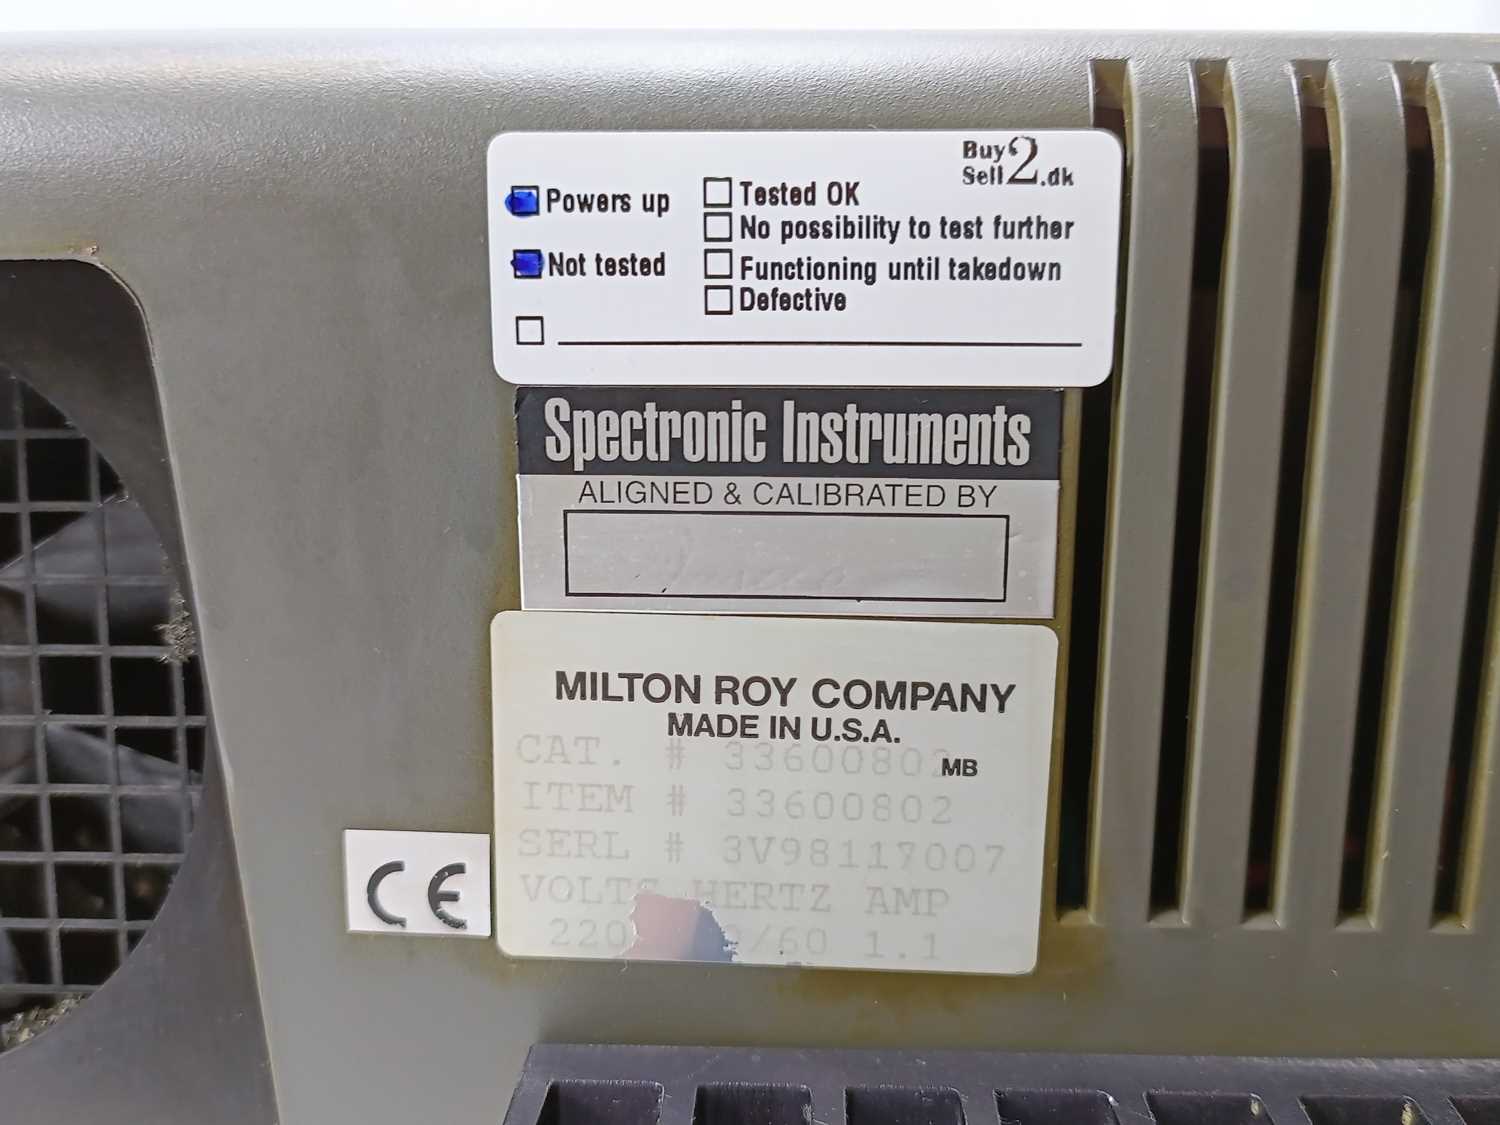 Buy 2
Sell .dk
Powers up
Not tested
Tested OK
No possibility to test further
Functioning until takedown
Defective
Spectronic Instruments
ALIGNED & CALIBRATED BY
MILTON ROY COMPANY
MADE IN U.S.A.
CAT. # 33600802
MB
ITEM # 33600802
SERL # 3V98117007
VOLTS HERTZ AMP
220 /60 1.1
CE